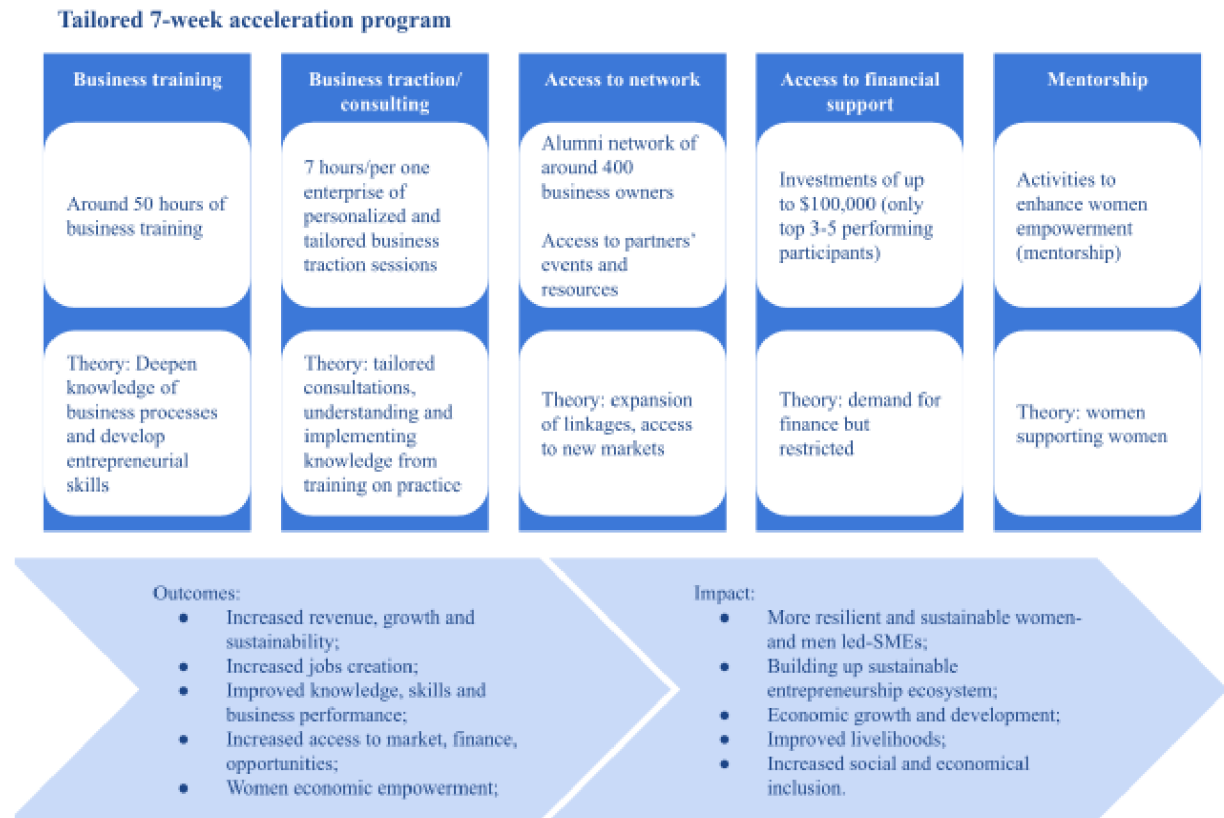 Tailored 7-week acceleration program
Business training
Around 50 hours of
business training
Theory: Deepen
knowledge of
business processes
and develop
entrepreneurial
skills
Business traction/
consulting
7 hours/per one
enterprise of
personalized and
tailored business
traction sessions
Theory: tailored
consultations,
understanding and
implementing
knowledge from
training on practice
Access to network
Alumni network of
around 400
business owners
Access to partners’
events and
resources
Theory: expansion
of linkages, access
to new markets
Access to financial
support
Investments of up
to $100,000 (only
top 3-5 performing
participants)
Theory: demand for
finance but
restricted
Mentorship
Activities to
enhance women
empowerment
(mentorship)
Theory: women
supporting women
Outcomes:
● Increased revenue, growth and
sustainability;
● Increased jobs creation;
● Improved knowledge, skills and
business performance;
● Increased access to market, finance,
opportunities;
● Women economic empowerment;
Impact:
● More resilient and sustainable women-
and men led-SMEs;
● Building up sustainable
entrepreneurship ecosystem;
● Economic growth and development;
● Improved livelihoods;
● Increased social and economical
inclusion.